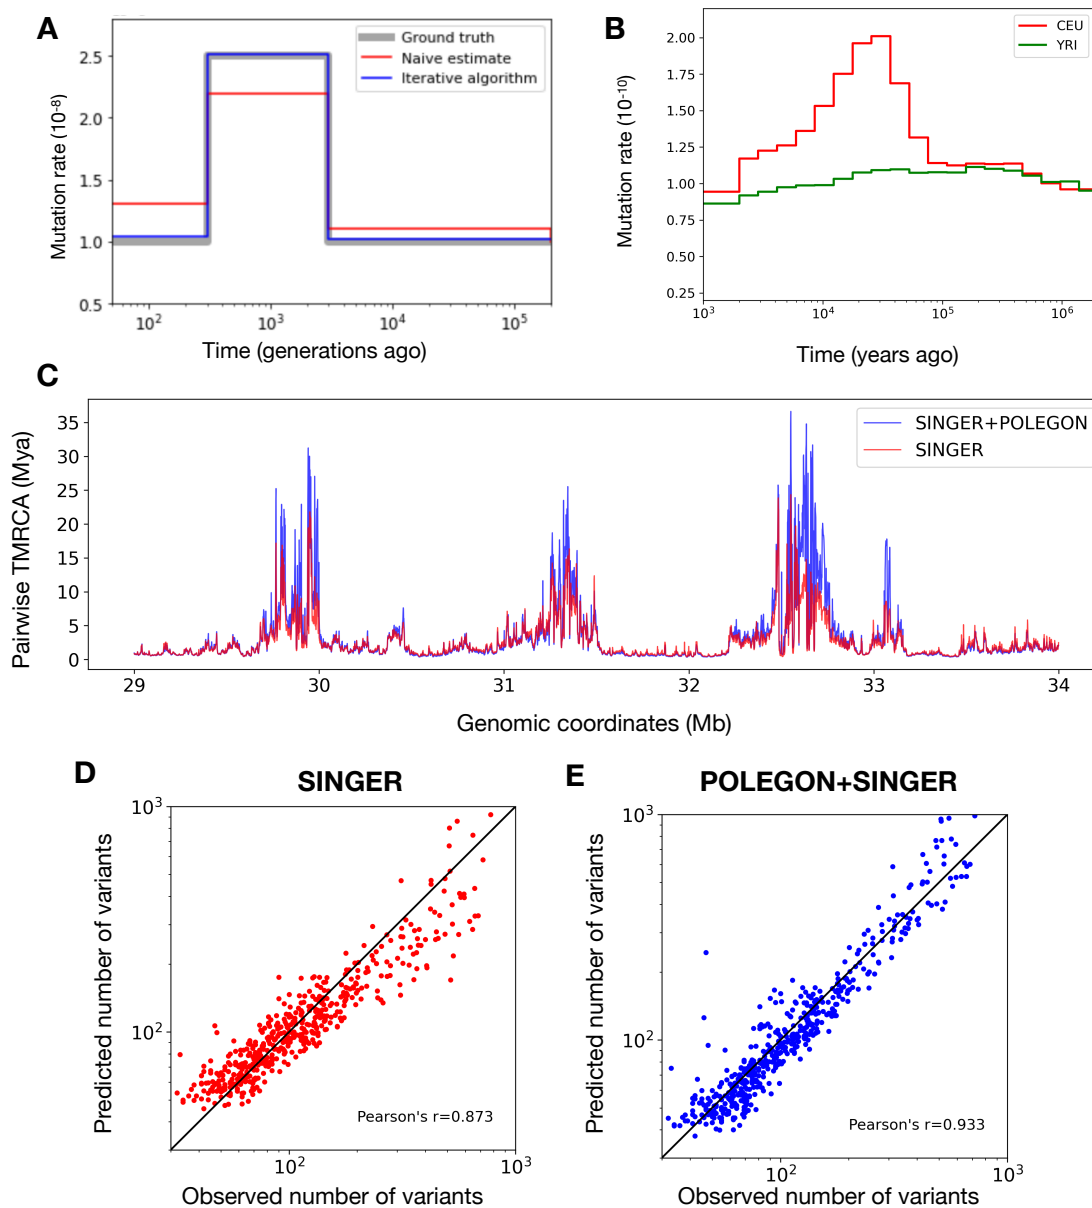 A
Ground truth
Naive estimate
Iterative algorithm
Mutation rate (10⁻⁸)
2.5
2.0
1.5
1.0
0.5
10² 10³ 10⁴ 10⁵
Time (generations ago)
B
CEU
YRI
Mutation rate (10⁻¹⁰)
2.00
1.75
1.50
1.25
1.00
0.75
0.50
0.25
10³ 10⁴ 10⁵ 10⁶
Time (years ago)
C
SINGER+POLEGON
SINGER
Pairwise TMRCA (Mya)
35
30
25
20
15
10
5
0
29 30 31 32 33 34
Genomic coordinates (Mb)
D
SINGER
Predicted number of variants
10³
10²
Pearson's r=0.873
10² 10³
Observed number of variants
E
POLEGON+SINGER
Predicted number of variants
10³
10²
Pearson's r=0.933
10² 10³
Observed number of variants